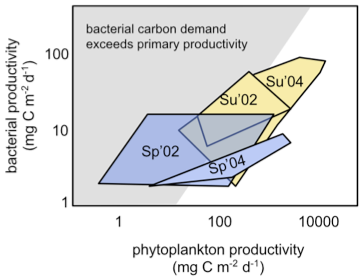 bacterial carbon demand
exceeds primary productivity
100
10
1
Su'04
Su'02
Sp'02
Sp'04
1
100
10000
bacterial productivity
(mg C m⁻² d⁻¹)
phytoplankton productivity
(mg C m⁻² d⁻¹)